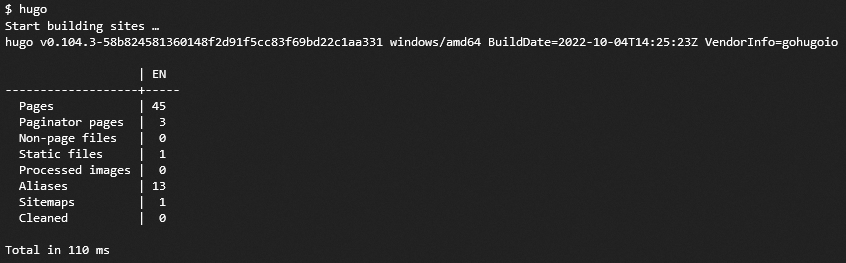 $ hugo
Start building sites …
hugo v0.104.3-58b824581360148f2d91f5cc83f69bd22c1aa331 windows/amd64 BuildDate=2022-10-04T14:25:23Z VendorInfo=gohugoio

                   | EN
-------------------+-----
  Pages            | 45
  Paginator pages  |  3
  Non-page files   |  0
  Static files     |  1
  Processed images |  0
  Aliases          | 13
  Sitemaps         |  1
  Cleaned          |  0

Total in 110 ms